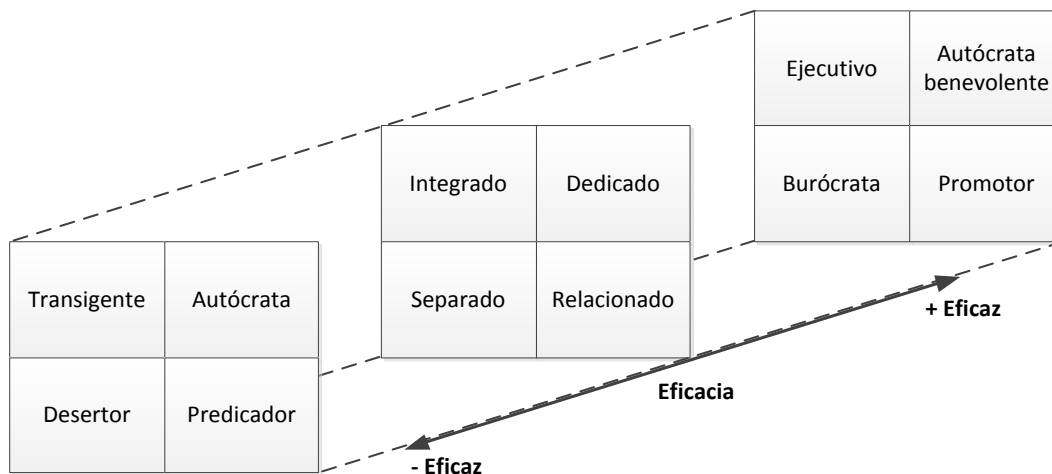 Ejecutivo
Autócrata
benevolente
Burócrata
Promotor
Integrado
Dedicado
Separado
Relacionado
Transigente
Autócrata
Desertor
Predicador
+ Eficaz
Eficacia
- Eficaz